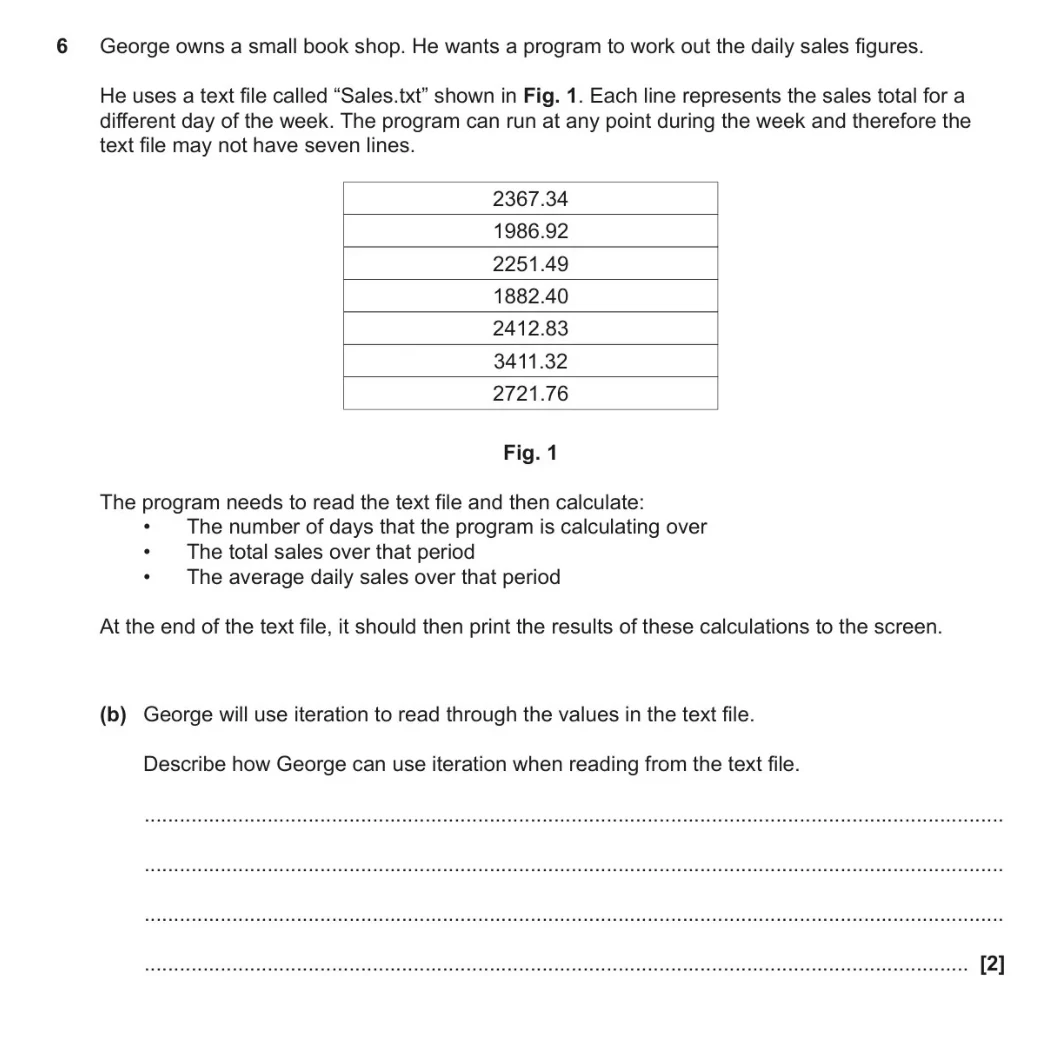 6 George owns a small book shop. He wants a program to work out the daily sales figures.
He uses a text file called “Sales.txt” shown in Fig. 1. Each line represents the sales total for a
different day of the week. The program can run at any point during the week and therefore the
text file may not have seven lines.
2367.34
1986.92
2251.49
1882.40
2412.83
3411.32
2721.76
Fig. 1
The program needs to read the text file and then calculate:
• The number of days that the program is calculating over
• The total sales over that period
• The average daily sales over that period
At the end of the text file, it should then print the results of these calculations to the screen.
(b) George will use iteration to read through the values in the text file.
Describe how George can use iteration when reading from the text file.
[2]